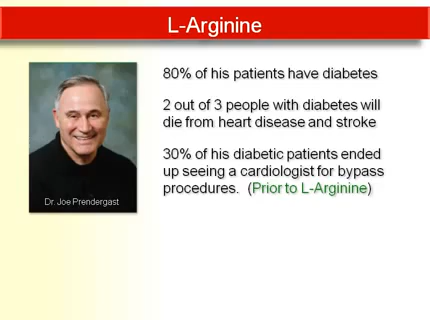 L-Arginine
80% of his patients have diabetes
2 out of 3 people with diabetes will
die from heart disease and stroke
30% of his diabetic patients ended
up seeing a cardiologist for bypass
procedures. (Prior to L-Arginine)
Dr. Joe Prendergast